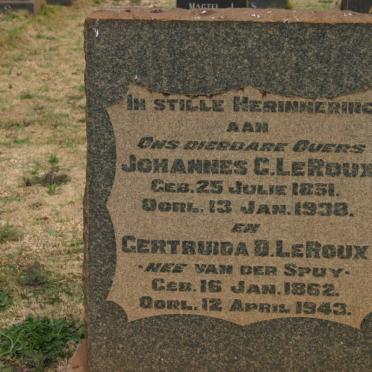 MAGTEL I. S
IN STILLE HERINNERING
AAN
ONS DIERBARE OUERS
JOHANNES C. LEROUX
GEB. 25 JULIE 1851.
OORL. 13 JAN. 1938.
EN
GERTRUIDA D. LEROUX
-NEE VAN DER SPUY-
GEB. 16 JAN. 1862.
OORL. 12 APRIL 1943.